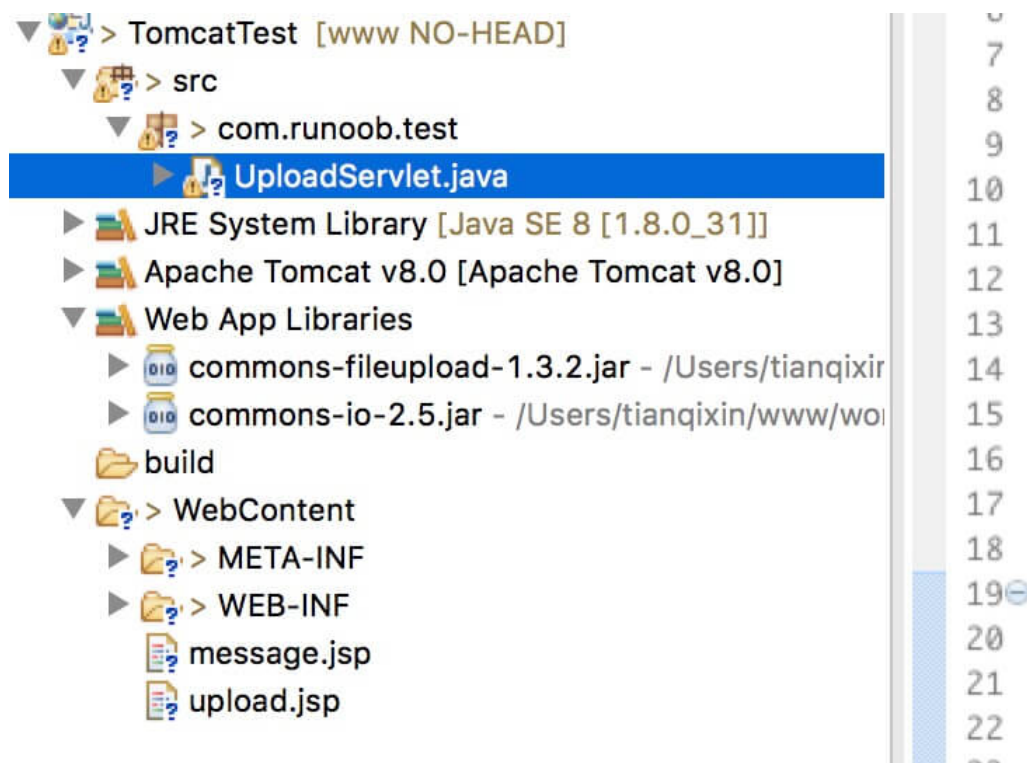 > TomcatTest [www NO-HEAD]
> src
> com.runoob.test
UploadServlet.java
JRE System Library [Java SE 8 [1.8.0_31]]
Apache Tomcat v8.0 [Apache Tomcat v8.0]
Web App Libraries
commons-fileupload-1.3.2.jar - /Users/tianqixin
commons-io-2.5.jar - /Users/tianqixin/www/wor
build
> WebContent
> META-INF
> WEB-INF
message.jsp
upload.jsp
7
8
9
10
11
12
13
14
15
16
17
18
19
20
21
22